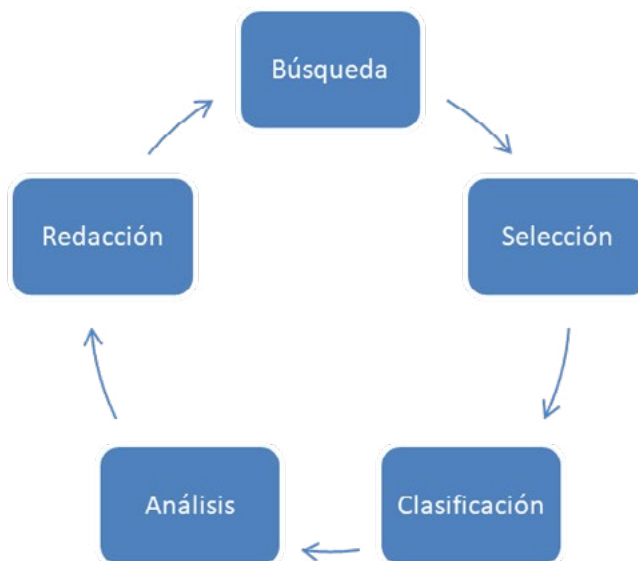 Búsqueda
Selección
Clasificación
Análisis
Redacción